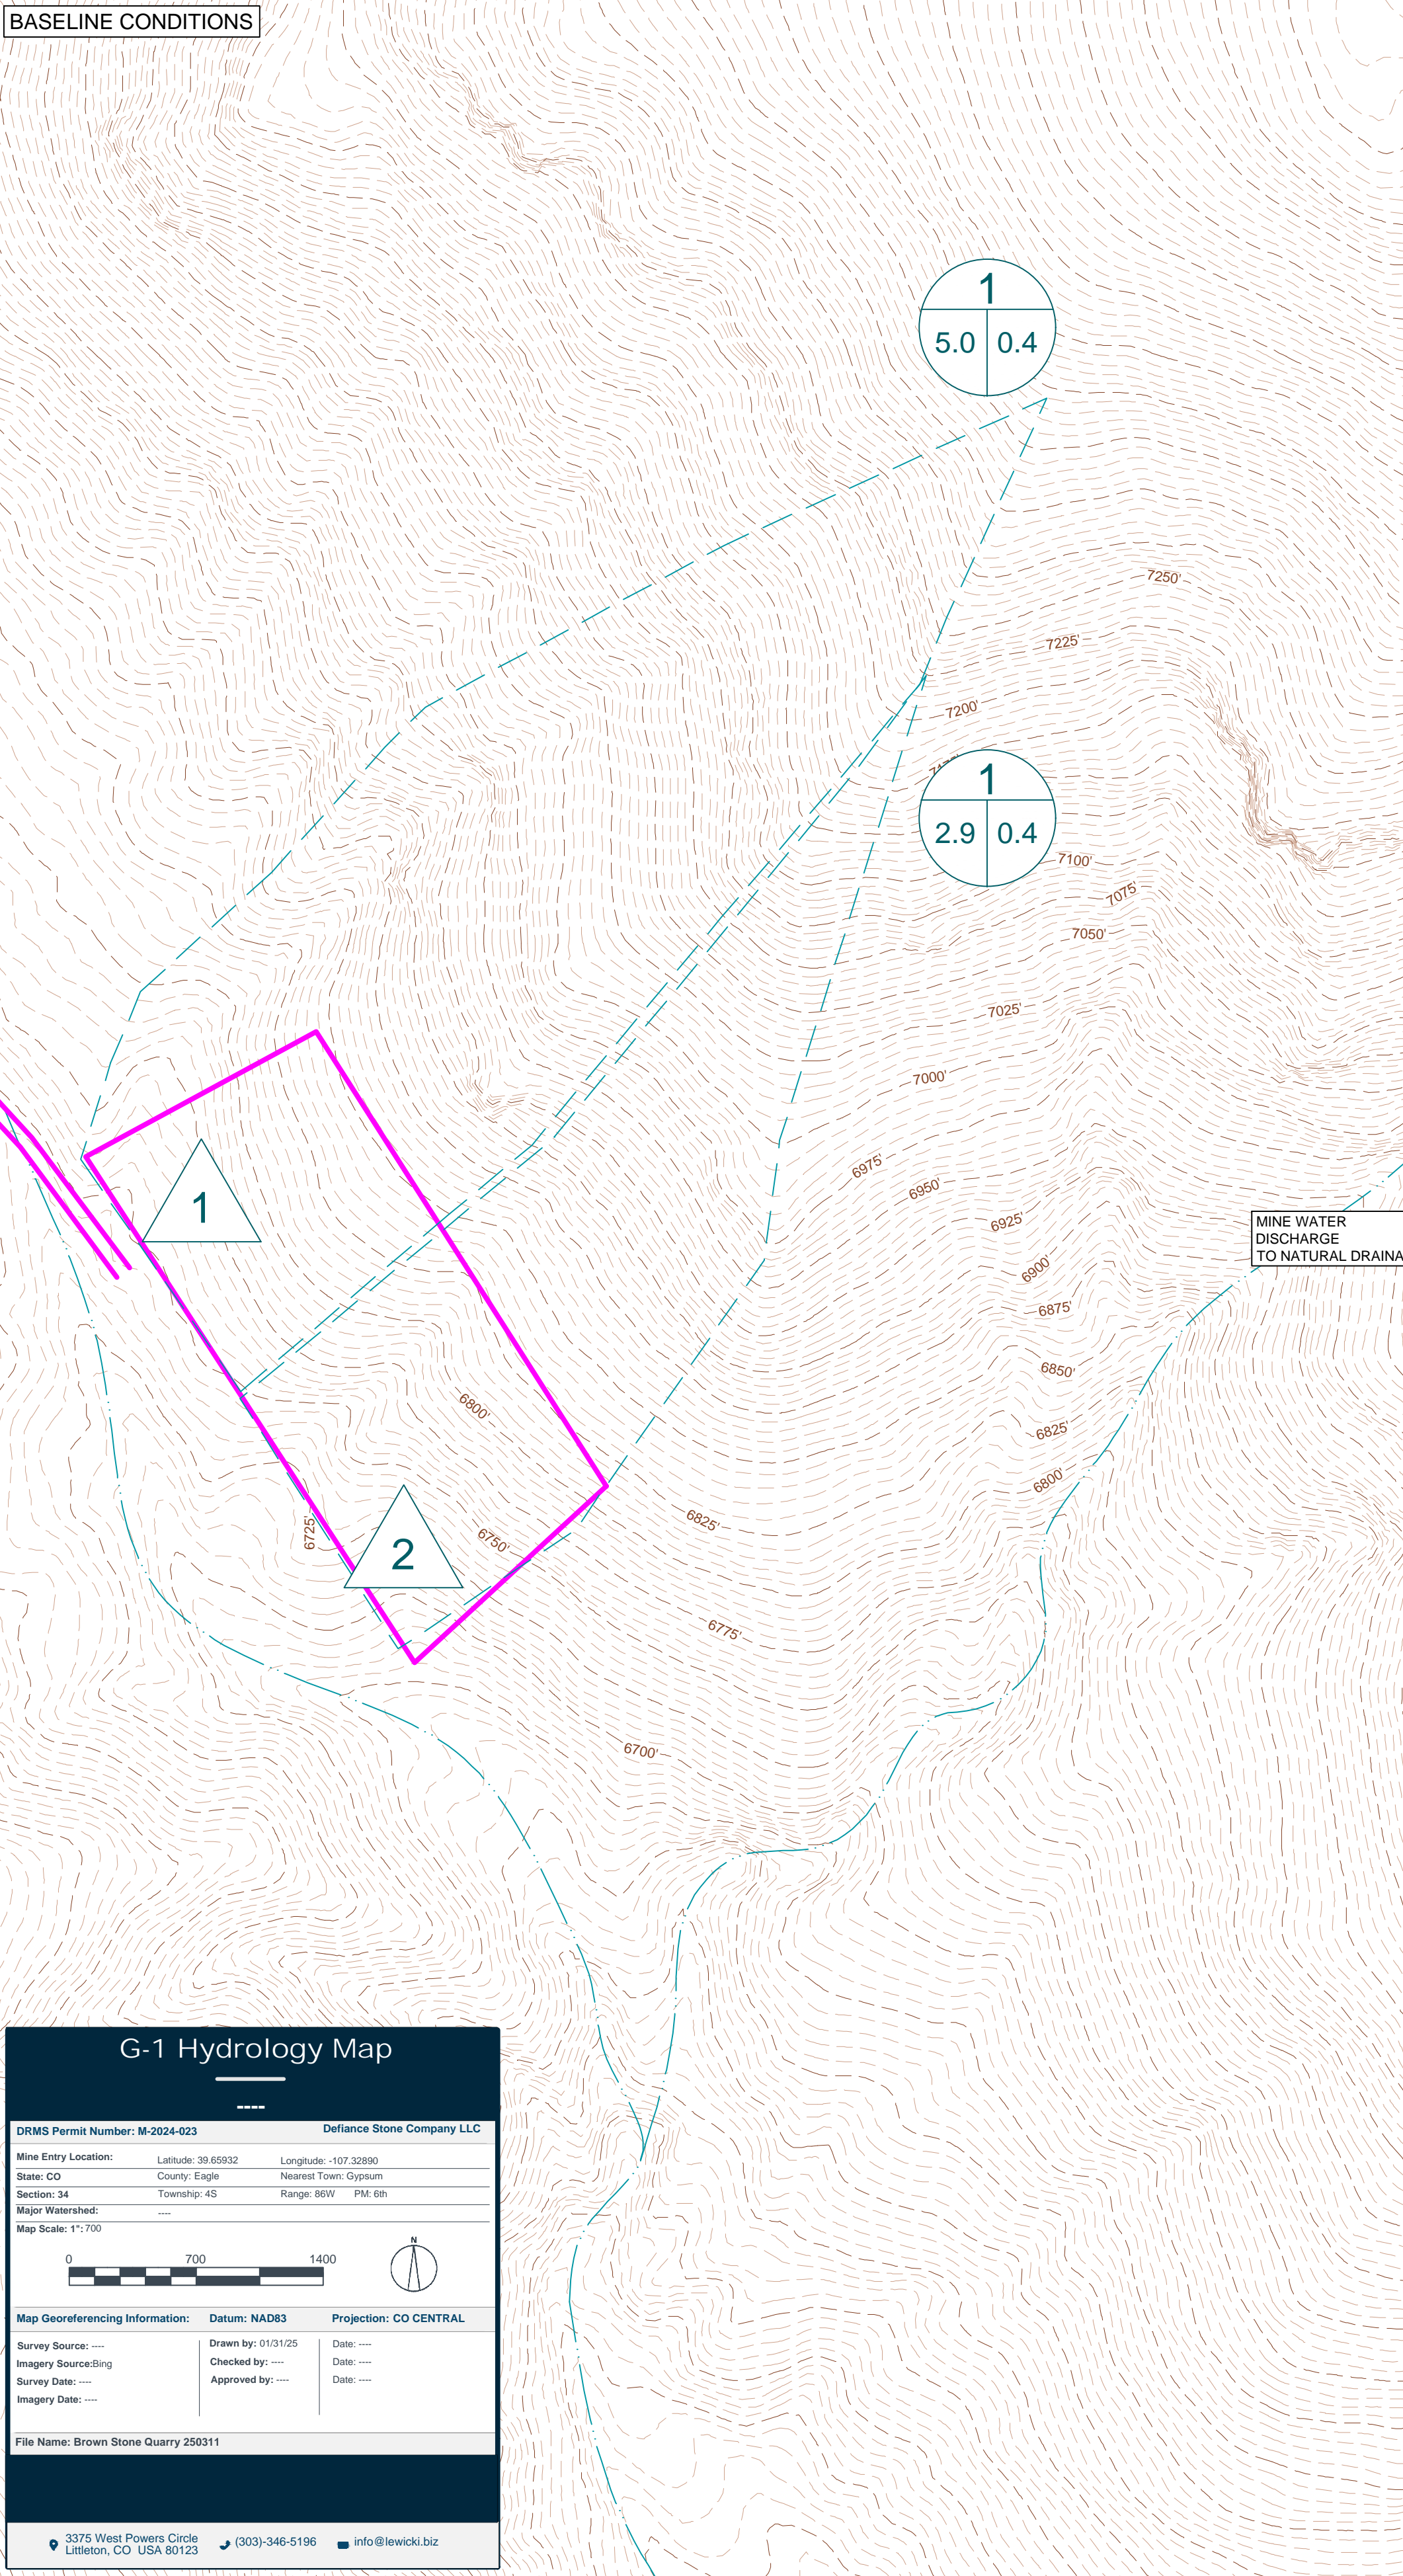 BASELINE CONDITIONS
1
5.0 0.4
7250'
7225'
7200'
1
2.9 0.4
7100'
7075'
7050'
7025'
7000'
6975'
6950'
6925'
6900'
6875'
6850'
6825'
6800'
MINE WATER
DISCHARGE
TO NATURAL DRAINA
1
6800'
6725'
2
6750'
6825'
6775'
6700'
G-1 Hydrology Map
----
DRMS Permit Number: M-2024-023 Defiance Stone Company LLC
Mine Entry Location: Latitude: 39.65932 Longitude: -107.32890
State: CO County: Eagle Nearest Town: Gypsum
Section: 34 Township: 4S Range: 86W PM: 6th
Major Watershed: ----
Map Scale: 1": 700
0 700 1400
N
Map Georeferencing Information: Datum: NAD83 Projection: CO CENTRAL
Survey Source: ---- Drawn by: 01/31/25 Date: ----
Imagery Source:Bing Checked by: ---- Date: ----
Survey Date: ---- Approved by: ---- Date: ----
Imagery Date: ----
File Name: Brown Stone Quarry 250311
3375 West Powers Circle
Littleton, CO USA 80123
(303)-346-5196
info@lewicki.biz